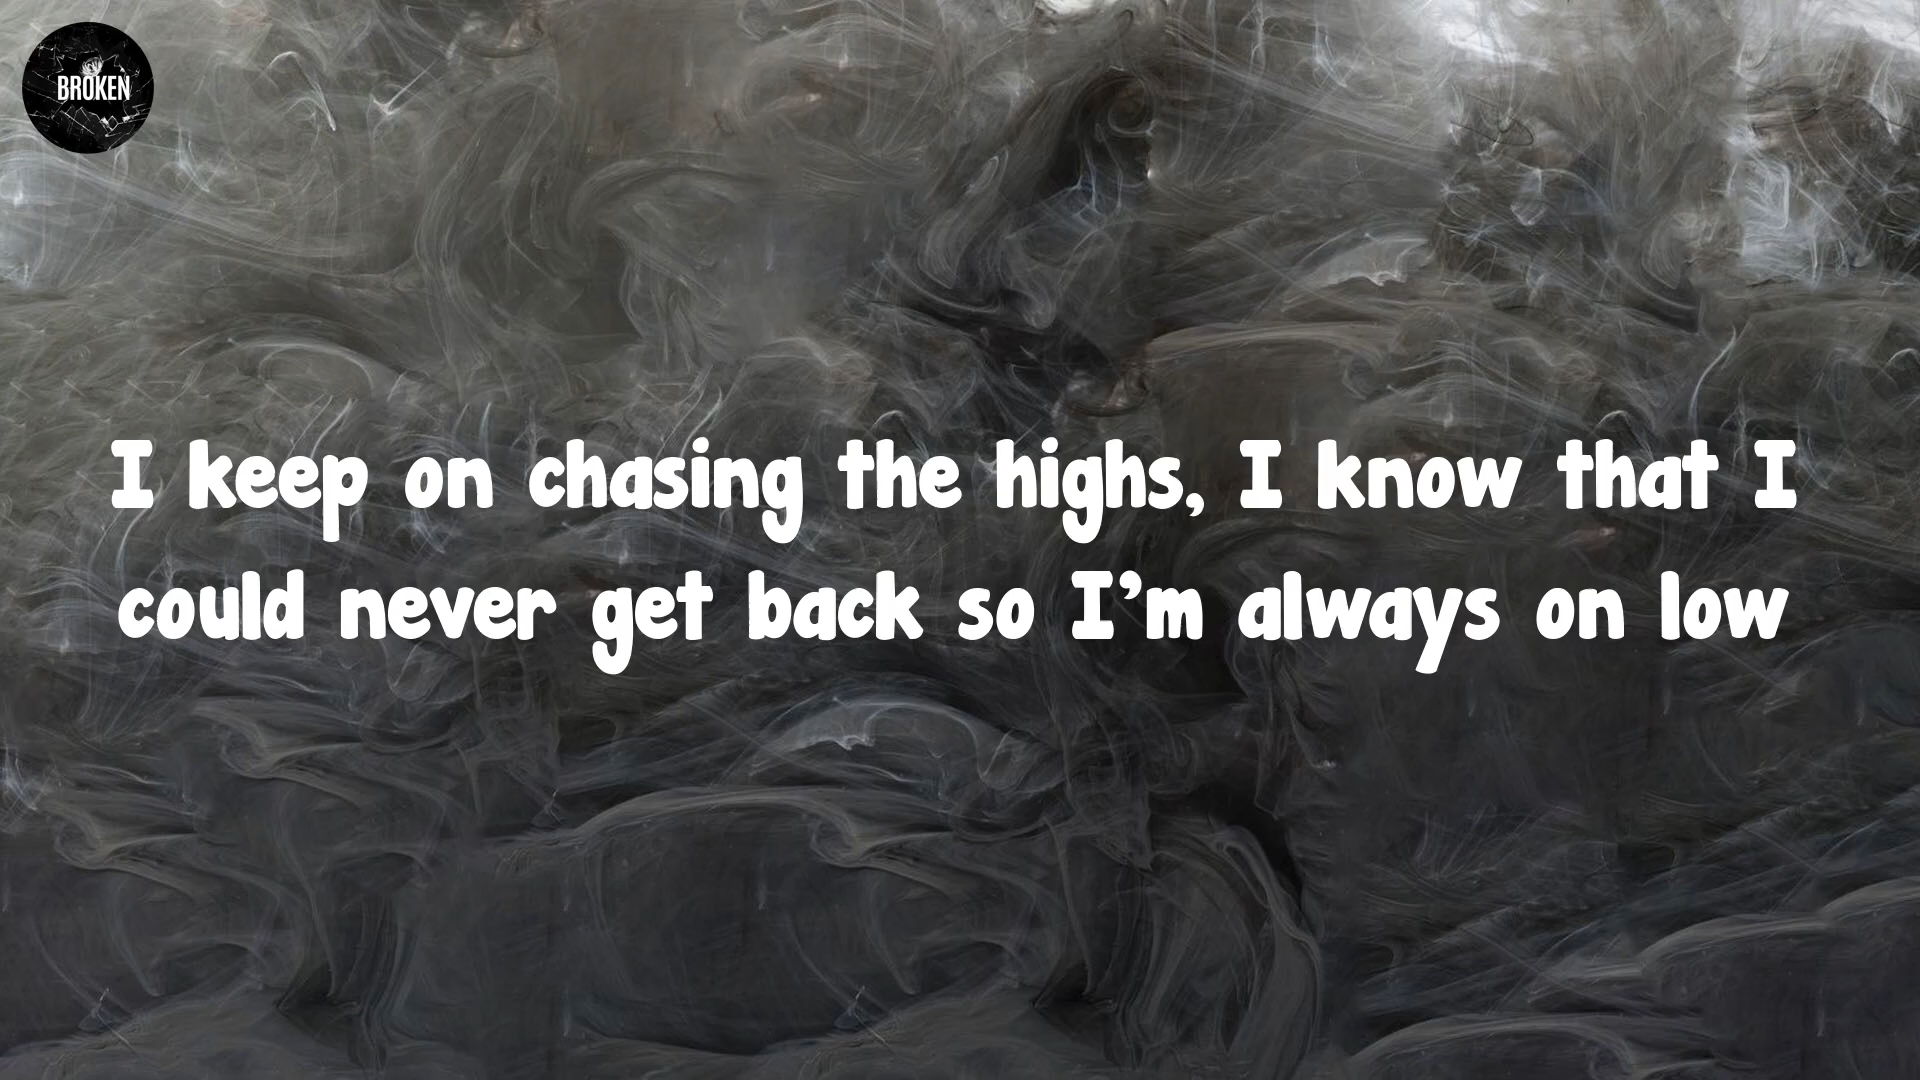 BROKEN
I keep on chasing the highs, I know that I
could never get back so I’m always on low